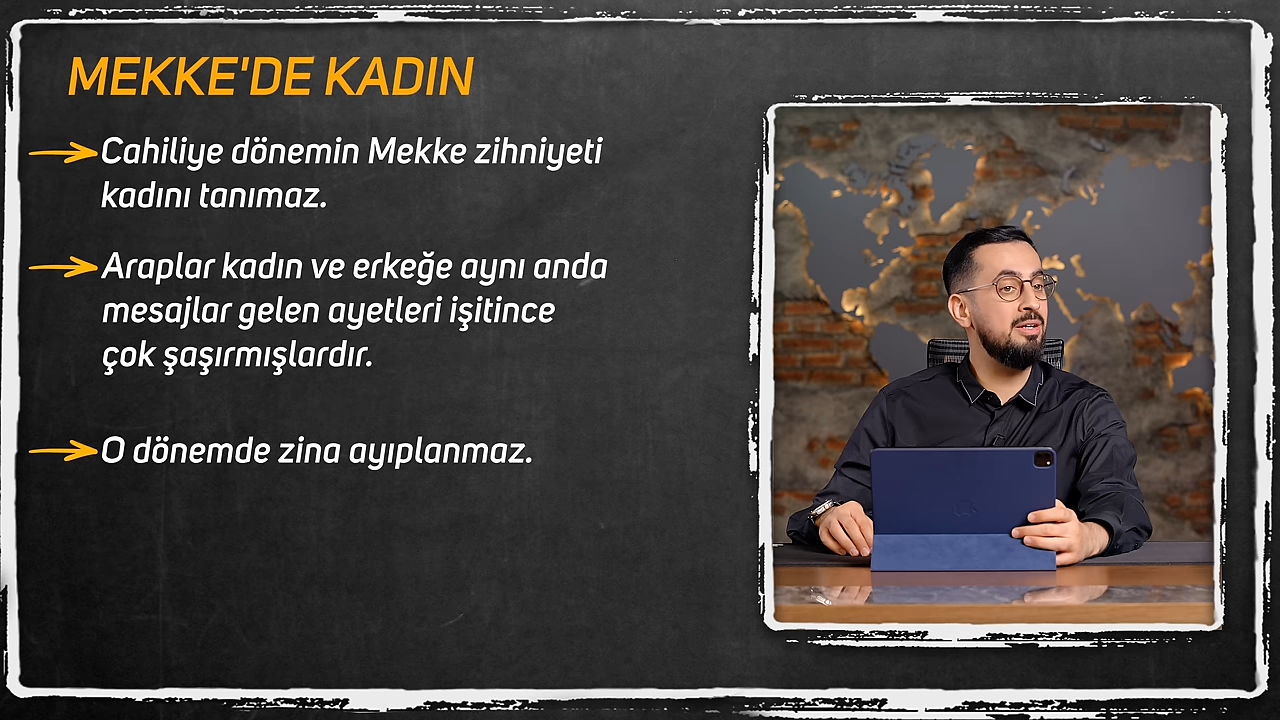 MEKKE'DE KADIN
Cahiliye dönemin Mekke zihniyeti
kadını tanımaz.
Araplar kadın ve erkeğe aynı anda
mesajlar gelen ayetleri işitince
çok şaşırmışlardır.
O dönemde zina ayıplanmaz.